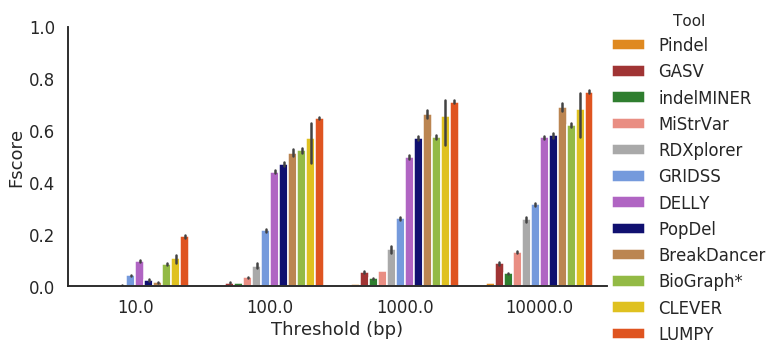 Fscore
1.0
0.8
0.6
0.4
0.2
0.0
10.0 100.0 1000.0 10000.0
Threshold (bp)
Tool
Pindel
GASV
indelMINER
MiStrVar
RDXplorer
GRIDSS
DELLY
PopDel
BreakDancer
BioGraph*
CLEVER
LUMPY